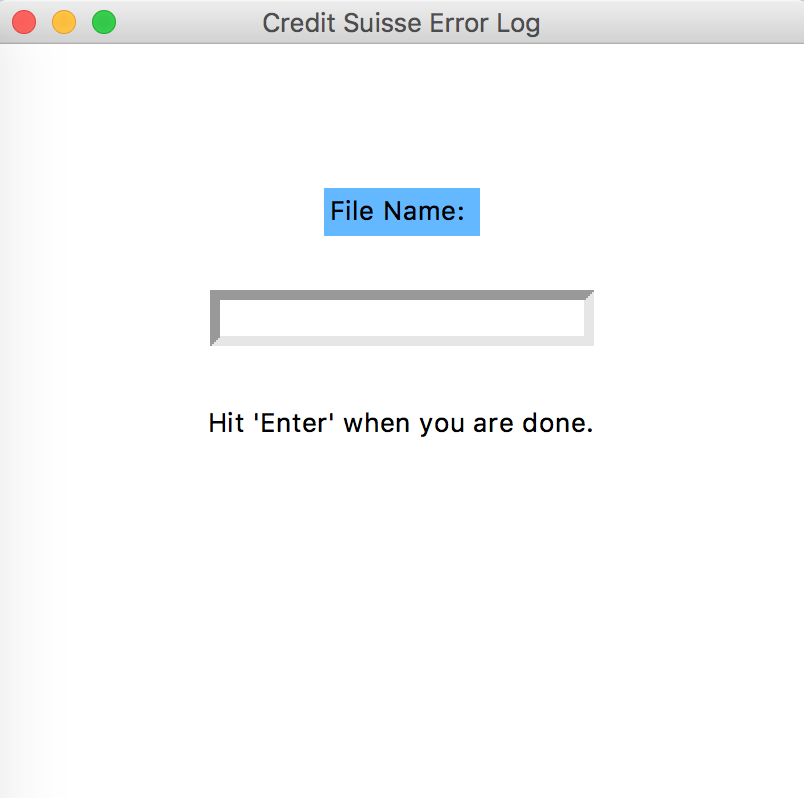 Credit Suisse Error Log
File Name:
Hit 'Enter' when you are done.